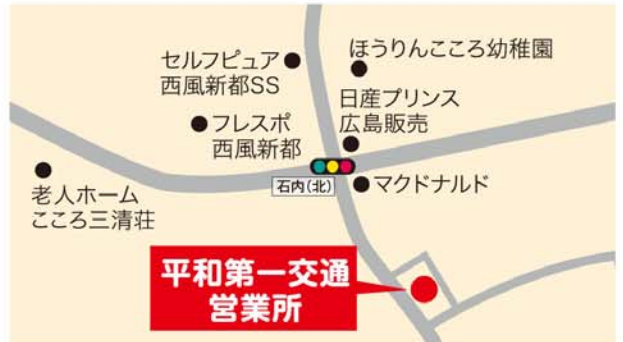 セルフピュア
西風新都SS
ほうりんこころ幼稚園
日産プリンス
広島販売
フレスポ
西風新都
石内(北)
マクドナルド
老人ホーム
こころ三清荘
平和第一交通
営業所